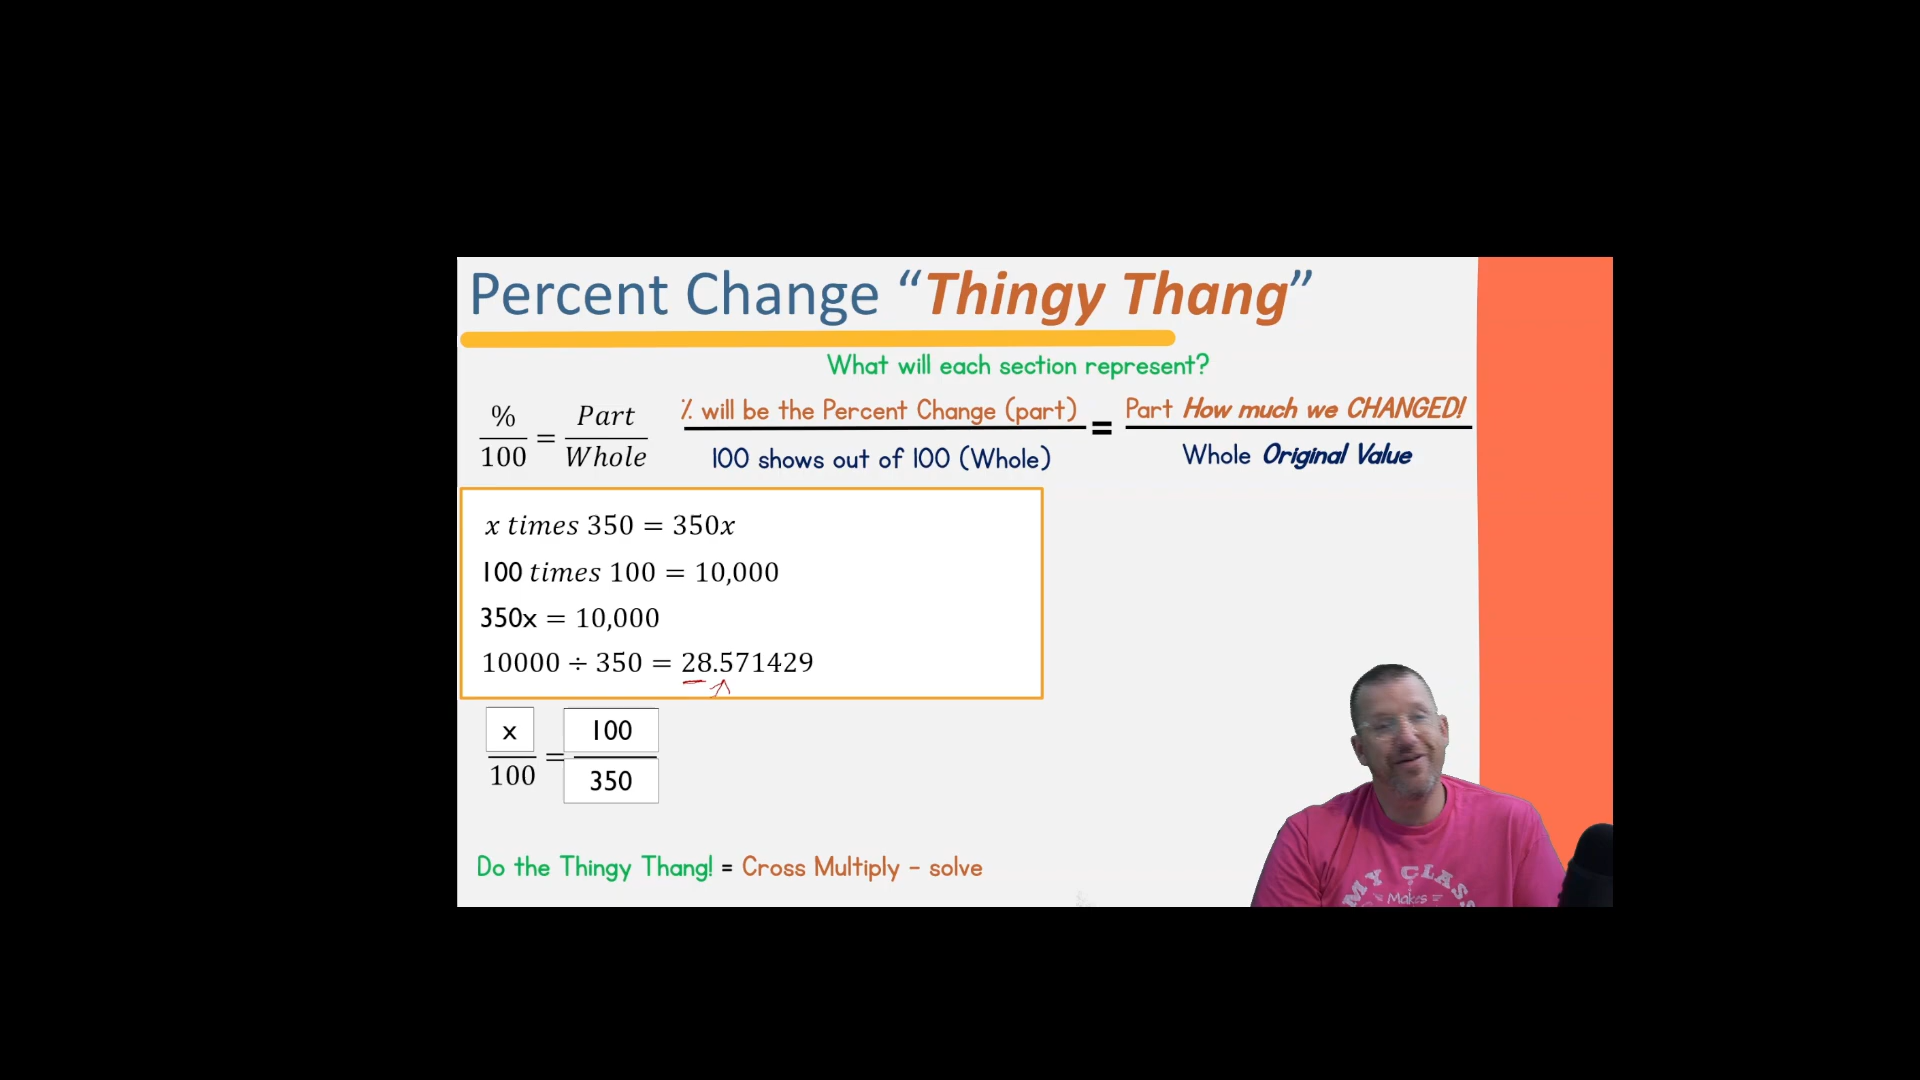 Percent Change “Thingy Thang”
What will each section represent?
% / 100 = Part / Whole
% will be the Percent Change (part) = Part How much we CHANGED!
100 shows out of 100 (Whole) Whole Original Value
x times 350 = 350x
100 times 100 = 10,000
350x = 10,000
10000 ÷ 350 = 28.571429
x / 100 = 100 / 350
Do the Thingy Thang! = Cross Multiply - solve
MY CLASS
Makes